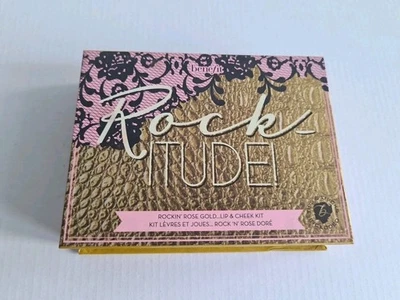 benefit
Rock-
ITUDE!
ROCKIN' ROSE GOLD...LIP & CHEEK KIT
KIT LÈVRES ET JOUES... ROCK 'N' ROSE DORÉ